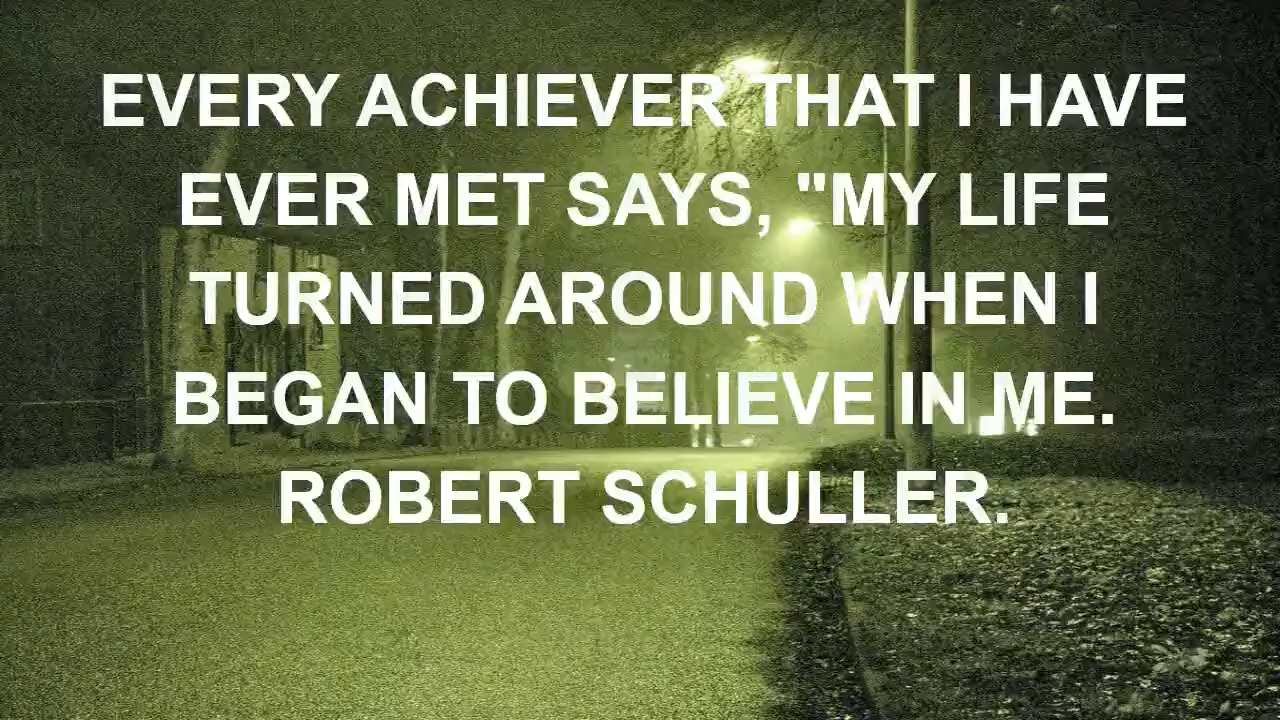 EVERY ACHIEVER THAT I HAVE
EVER MET SAYS, "MY LIFE
TURNED AROUND WHEN I
BEGAN TO BELIEVE IN ME.
ROBERT SCHULLER.